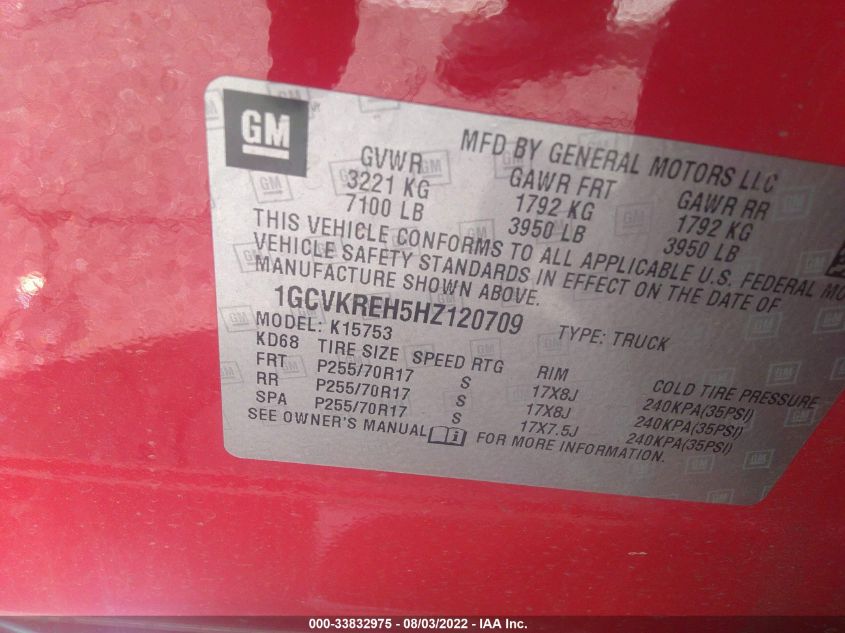 GM
MFD BY GENERAL MOTORS LLC
GVWR GAWR FRT GAWR RR
3221 KG 1792 KG 1792 KG
7100 LB 3950 LB 3950 LB
THIS VEHICLE CONFORMS TO ALL APPLICABLE U.S. FEDERAL
VEHICLE SAFETY STANDARDS IN EFFECT ON THE DATE OF
MANUFACTURE SHOWN ABOVE.
1GCVKREH5HZ120709
MODEL: K15753 TYPE: TRUCK
KD68 TIRE SIZE SPEED RTG RIM COLD TIRE PRESSURE
FRT P255/70R17 S 17X8J 240KPA(35PSI)
RR P255/70R17 S 17X8J 240KPA(35PSI)
SPA P255/70R17 S 17X7.5J 240KPA(35PSI)
SEE OWNER'S MANUAL i FOR MORE INFORMATION.
000-33832975 - 08/03/2022 - IAA Inc.